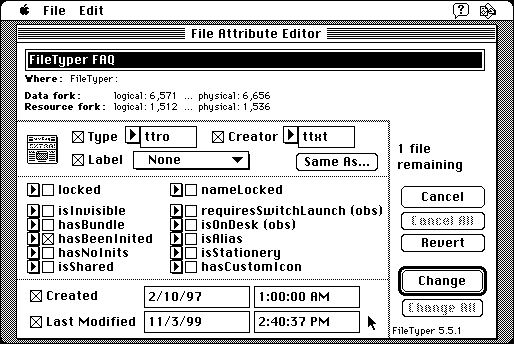 File Edit
File Attribute Editor
FileTyper FAQ
Where: FileTyper:
Data fork: logical: 6,571 ... physical: 6,656
Resource fork: logical: 1,512 ... physical: 1,536
EXTRA!
Type ttro Creator ttxt
Label None Same As...
1 file
remaining
locked nameLocked
isInvisible requiresSwitchLaunch (obs)
hasBundle isOnDesk (obs)
hasBeenInited isAlias
hasNoInits isStationery
isShared hasCustomIcon
Cancel
Cancel All
Revert
Change
Change All
Created 2/10/97 1:00:00 AM
Last Modified 11/3/99 2:40:37 PM
FileTyper 5.5.1